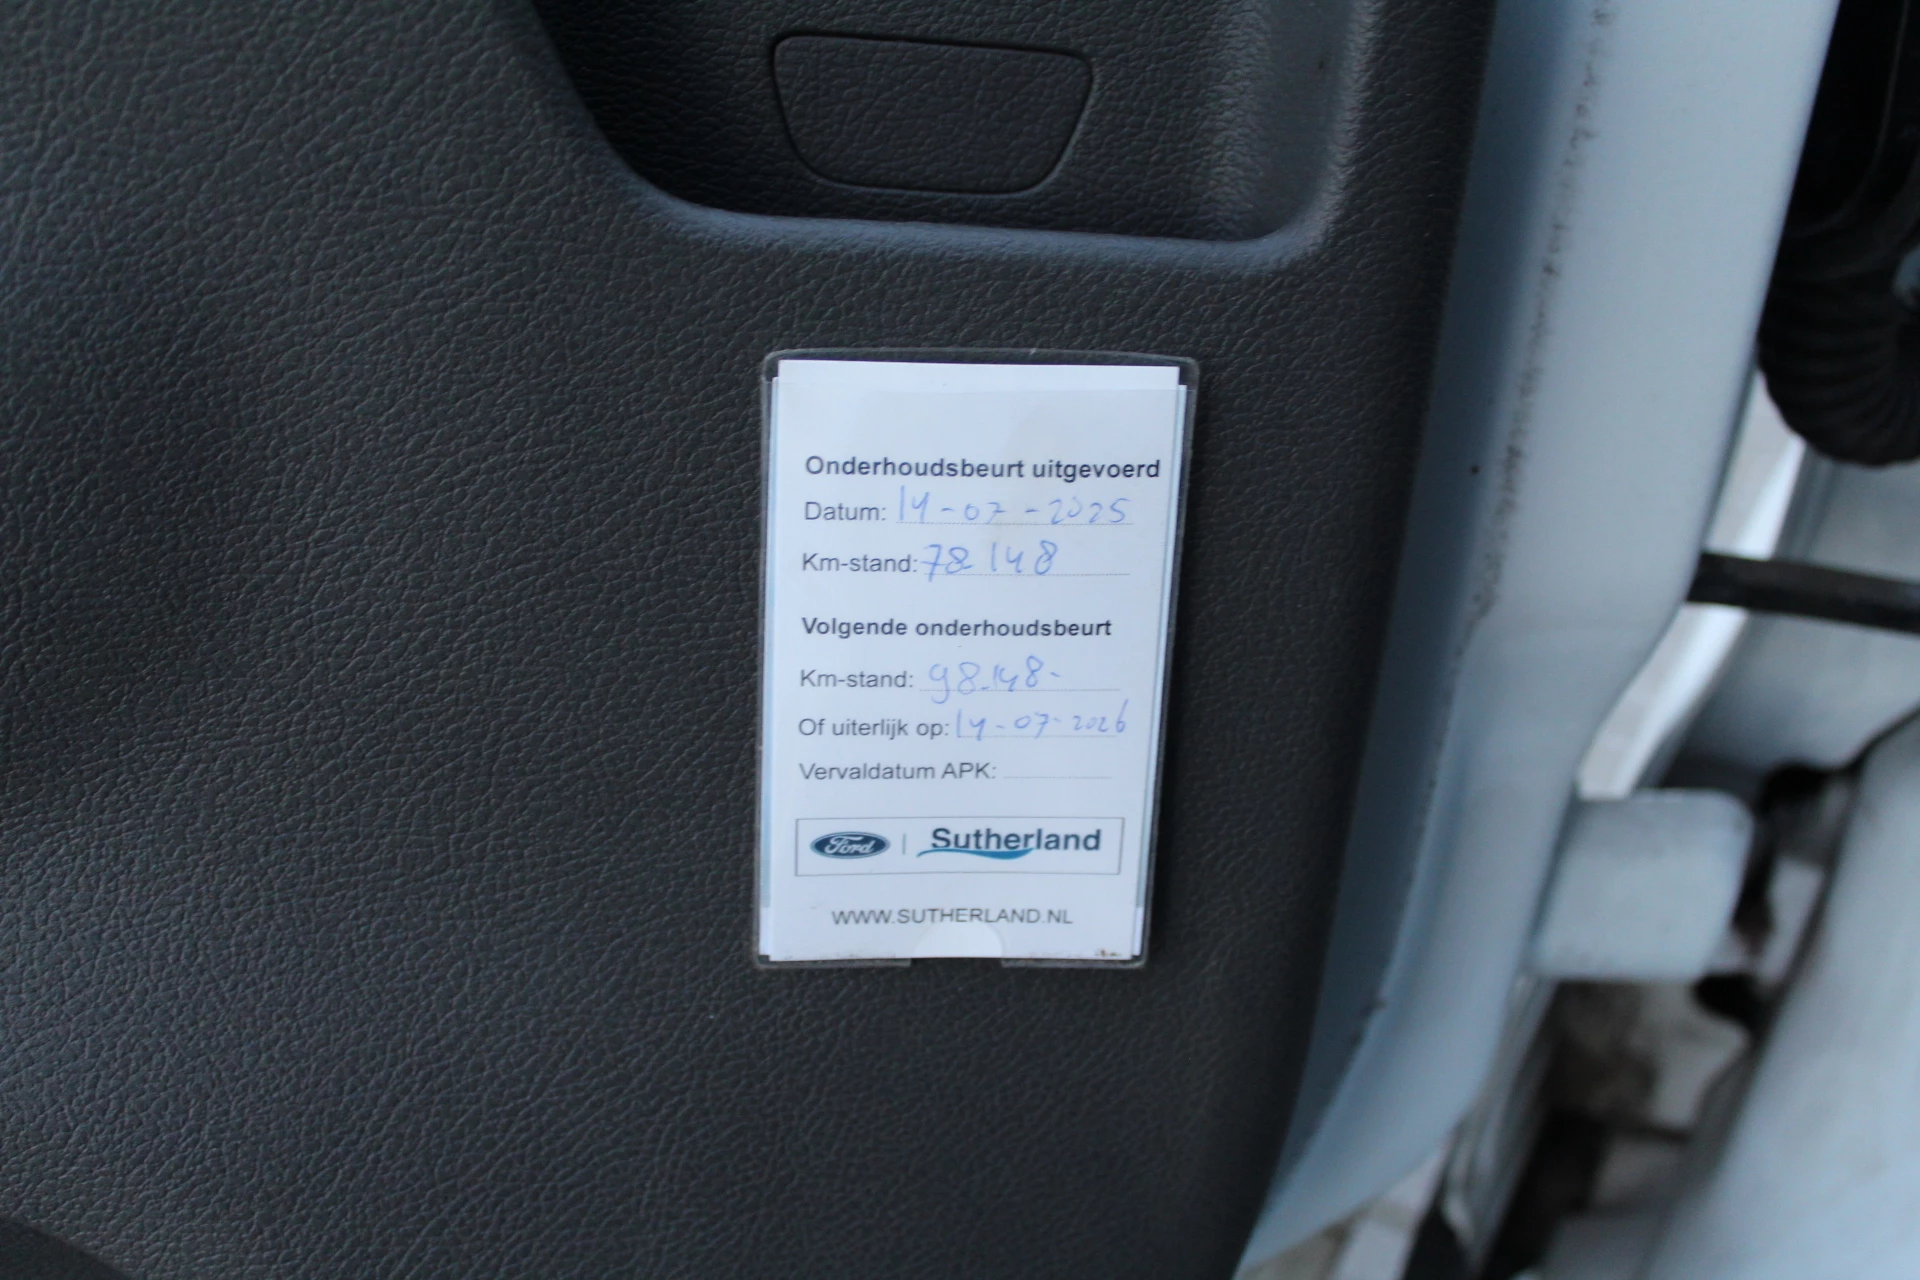 Onderhoudsbeurt uitgevoerd
Datum: 14-07-2025
Km-stand: 78148
Volgende onderhoudsbeurt
Km-stand: 98.148-
Of uiterlijk op: 14-07-2026
Vervaldatum APK:
Ford | Sutherland
WWW.SUTHERLAND.NL